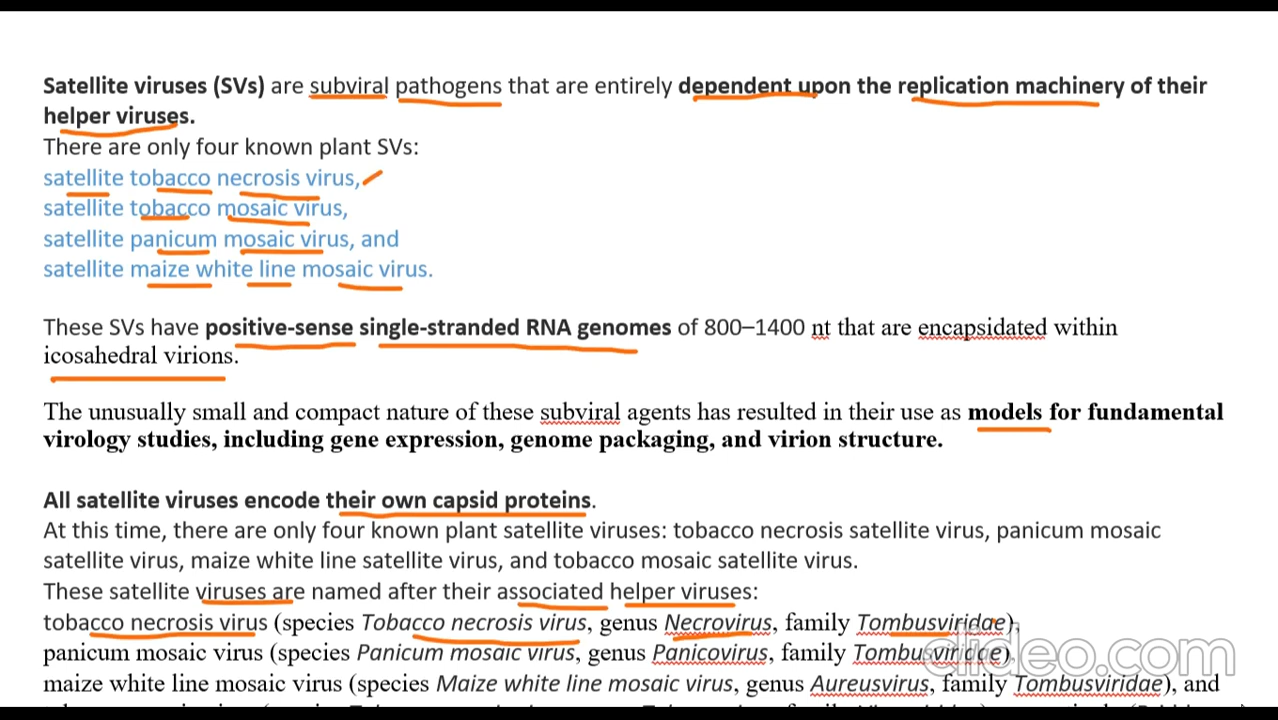 Satellite viruses (SVs) are subviral pathogens that are entirely dependent upon the replication machinery of their
helper viruses.
There are only four known plant SVs:
satellite tobacco necrosis virus,
satellite tobacco mosaic virus,
satellite panicum mosaic virus, and
satellite maize white line mosaic virus.
These SVs have positive-sense single-stranded RNA genomes of 800–1400 nt that are encapsidated within
icosahedral virions.
The unusually small and compact nature of these subviral agents has resulted in their use as models for fundamental
virology studies, including gene expression, genome packaging, and virion structure.
All satellite viruses encode their own capsid proteins.
At this time, there are only four known plant satellite viruses: tobacco necrosis satellite virus, panicum mosaic
satellite virus, maize white line satellite virus, and tobacco mosaic satellite virus.
These satellite viruses are named after their associated helper viruses:
tobacco necrosis virus (species Tobacco necrosis virus, genus Necrovirus, family Tombusviridae),
panicum mosaic virus (species Panicum mosaic virus, genus Panicovirus, family Tombusviridae)
clideo.com
maize white line mosaic virus (species Maize white line mosaic virus, genus Aureusvirus, family Tombusviridae), and